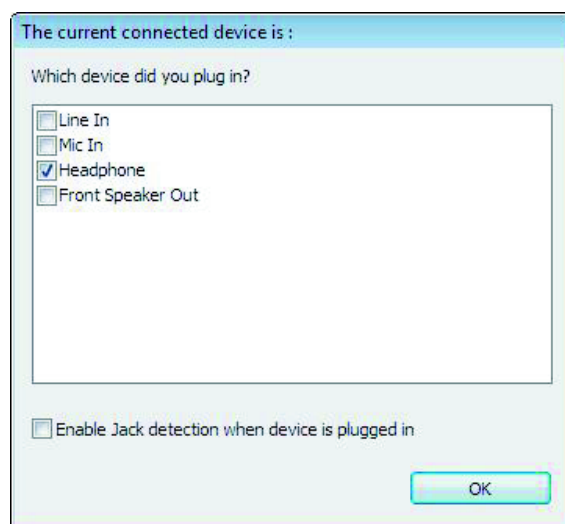 The current connected device is :
Which device did you plug in?
Line In
Mic In
Headphone
Front Speaker Out
Enable Jack detection when device is plugged in
OK